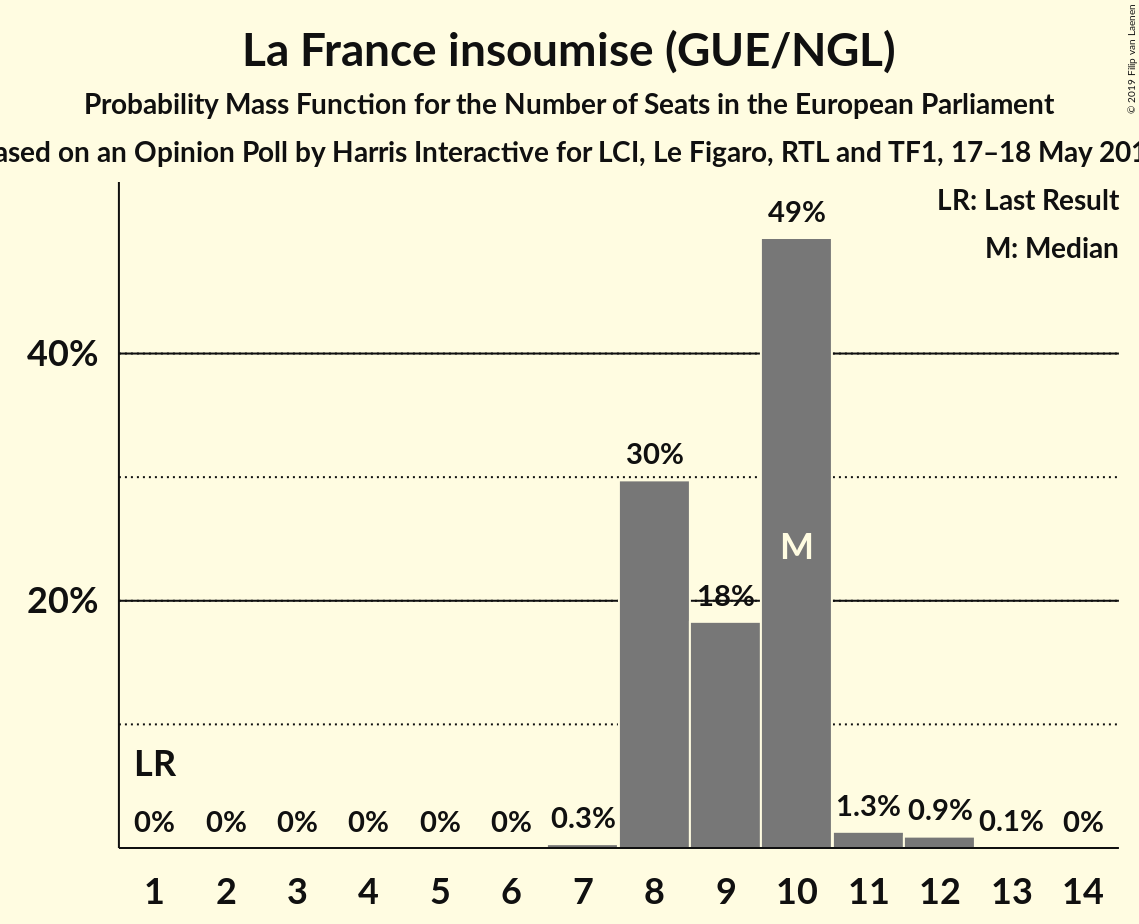 La France insoumise (GUE/NGL)
Probability Mass Function for the Number of Seats in the European Parliament
ased on an Opinion Poll by Harris Interactive for LCI, Le Figaro, RTL and TF1, 17–18 May 201
© 2019 Filip van Laenen
LR: Last Result
M: Median
49%
40%
30%
M
20%
18%
LR
0% 0% 0% 0% 0% 0% 0.3% 1.3% 0.9% 0.1% 0%
1 2 3 4 5 6 7 8 9 10 11 12 13 14